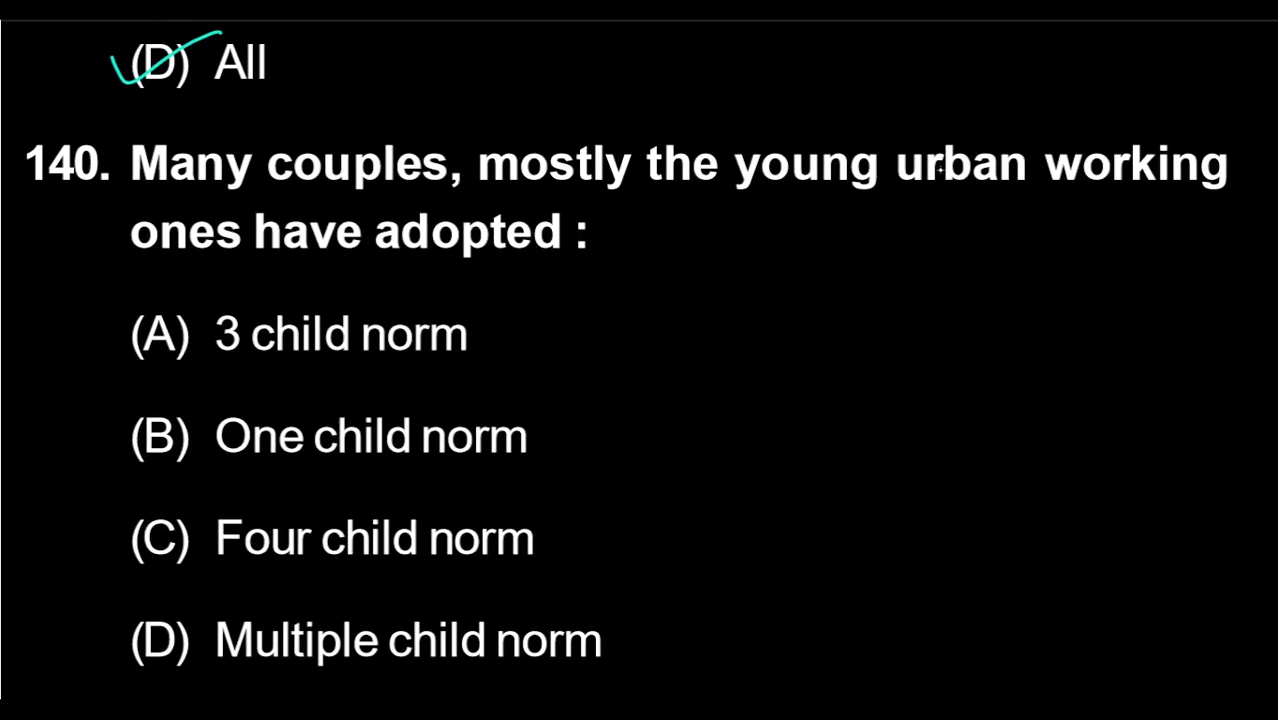 (D) All
140. Many couples, mostly the young urban working
ones have adopted :
(A) 3 child norm
(B) One child norm
(C) Four child norm
(D) Multiple child norm